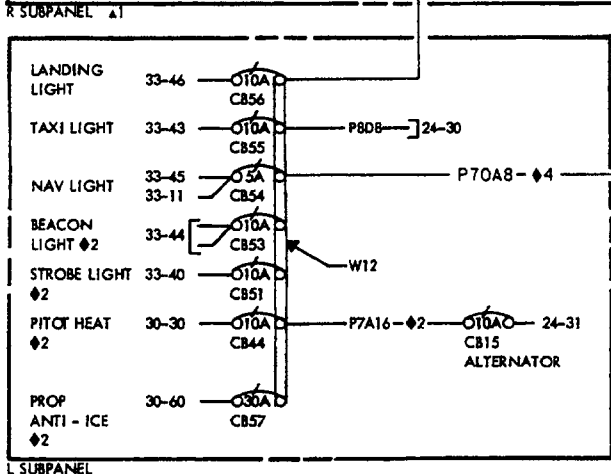 R SUBPANEL ▲1
LANDING LIGHT 33-46 10A CB56
TAXI LIGHT 33-43 10A CB55 P8D8 24-30
NAV LIGHT 33-45 33-11 5A CB54 P70A8-♦4
BEACON LIGHT ♦2 33-44 10A CB53
W12
STROBE LIGHT ♦2 33-40 10A CB51
PITOT HEAT ♦2 30-30 10A CB44 P7A16-♦2 10A 24-31
CB15
ALTERNATOR
PROP ANTI-ICE ♦2 30-60 30A CB57
L SUBPANEL